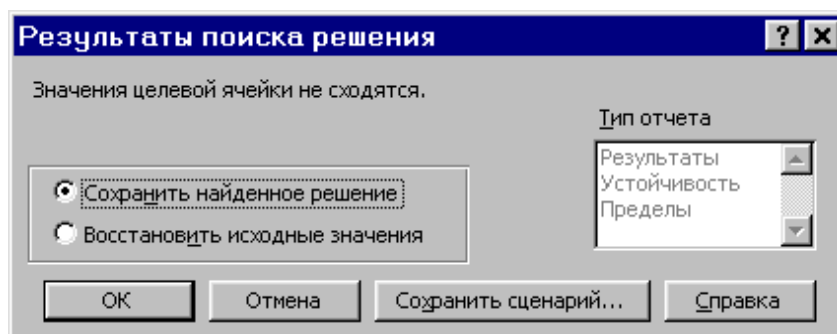 Результаты поиска решения
Значения целевой ячейки не сходятся.
Тип отчета
Результаты
Устойчивость
Пределы
Сохранить найденное решение
Восстановить исходные значения
ОК
Отмена
Сохранить сценарий...
Справка